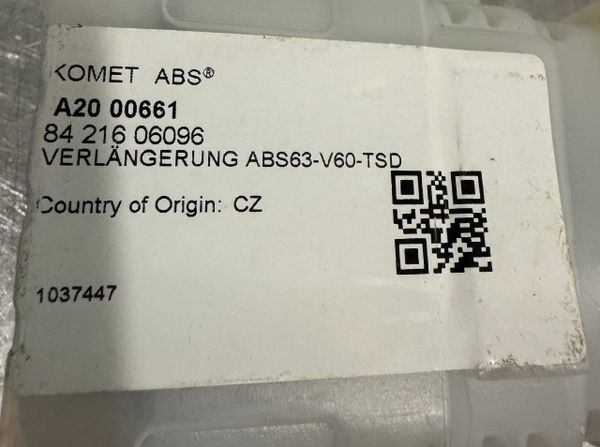 KOMET ABS®
A20 00661
84 216 06096
VERLÄNGERUNG ABS63-V60-TSD
Country of Origin: CZ
1037447